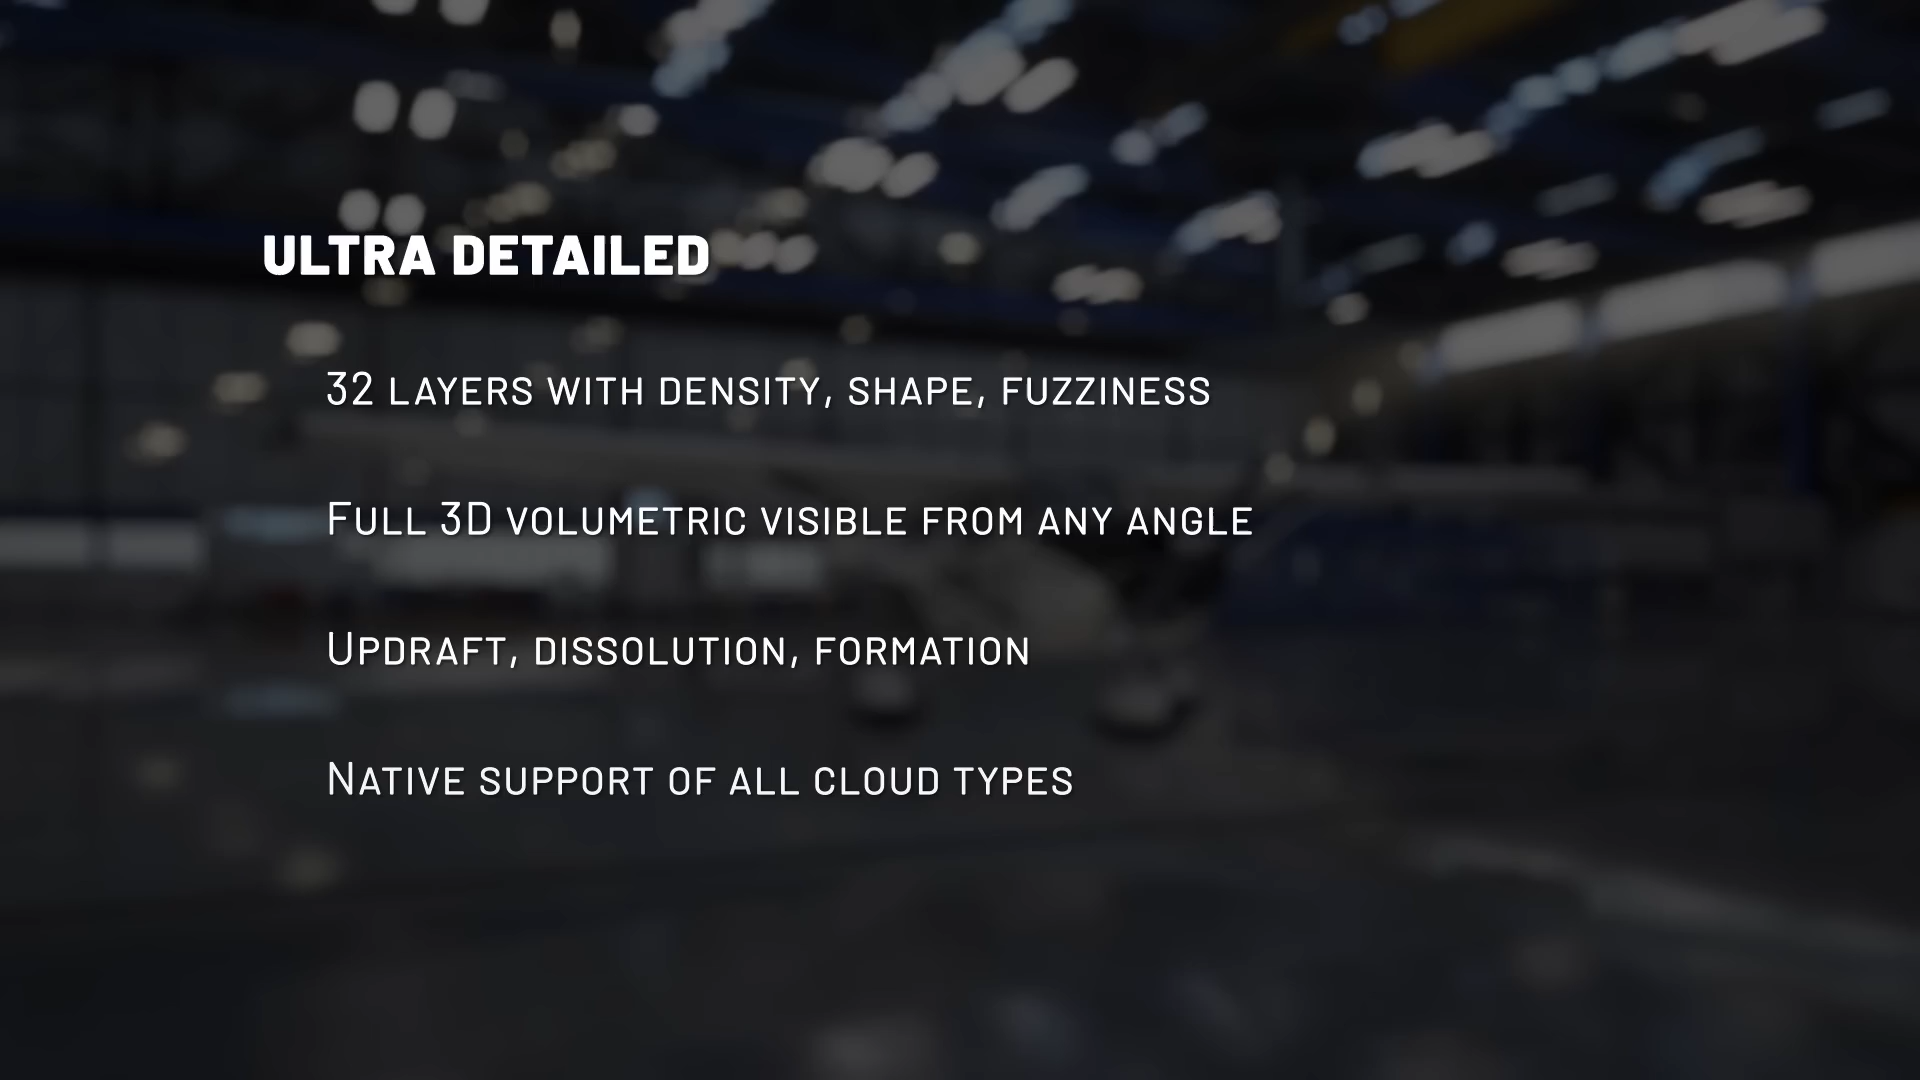 ULTRA DETAILED
32 LAYERS WITH DENSITY, SHAPE, FUZZINESS
FULL 3D VOLUMETRIC VISIBLE FROM ANY ANGLE
UPDRAFT, DISSOLUTION, FORMATION
NATIVE SUPPORT OF ALL CLOUD TYPES